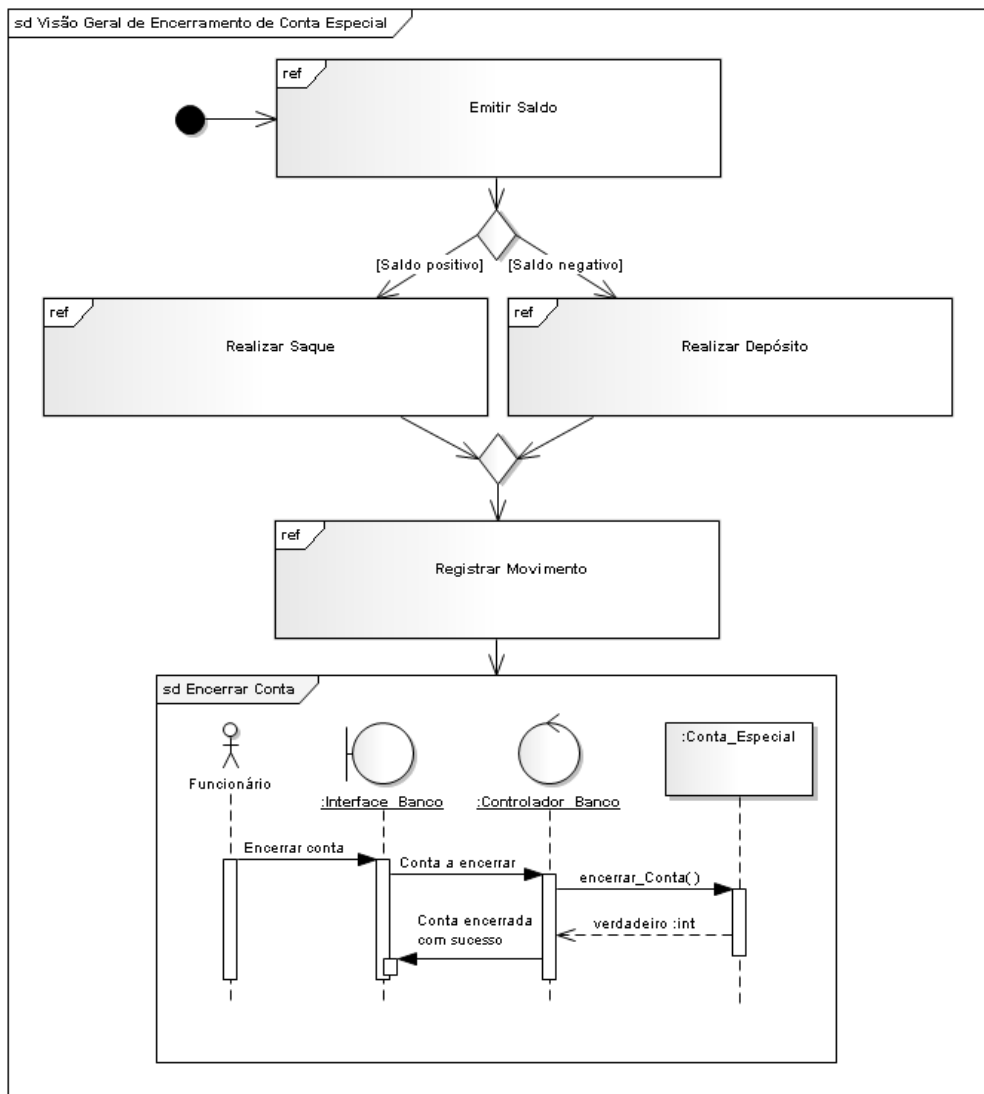 sd Visão Geral de Encerramento de Conta Especial
ref
Emitir Saldo
[Saldo positivo]
[Saldo negativo]
ref
Realizar Saque
ref
Realizar Depósito
ref
Registrar Movimento
sd Encerrar Conta
Funcionário
:Interface_Banco
:Controlador_Banco
:Conta_Especial
Encerrar conta
Conta a encerrar
encerrar_Conta()
verdadeiro :int
Conta encerrada
com sucesso